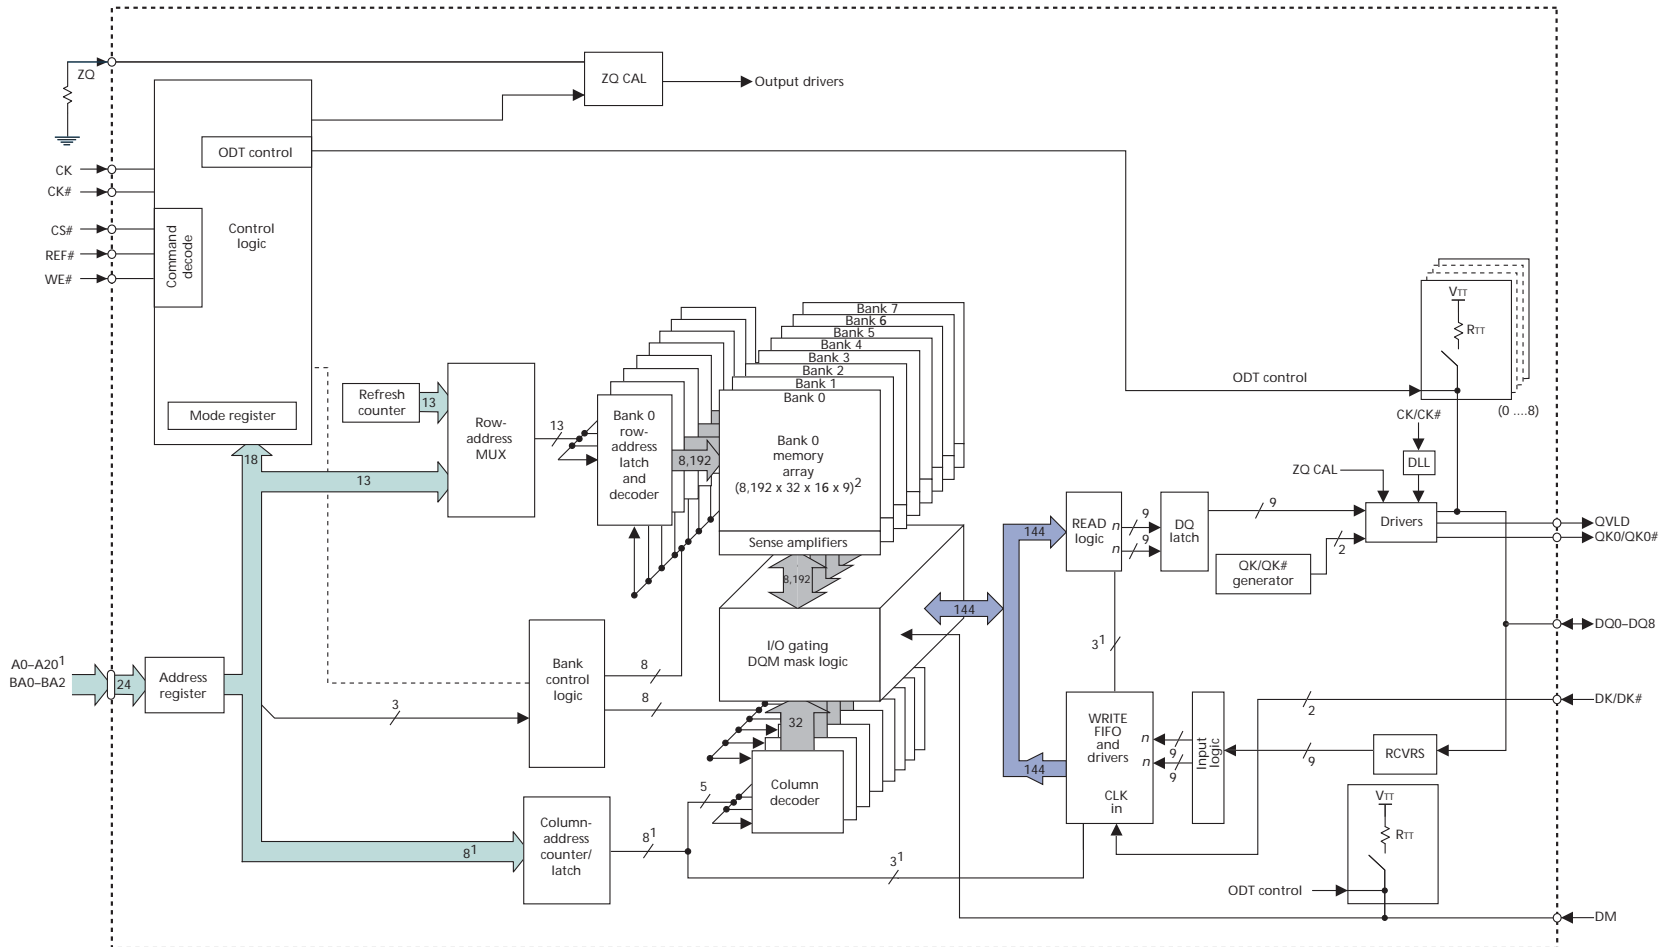 ZQ
ZQ CAL
Output drivers
ODT control
CK
CK#
CS#
REF#
WE#
Command
decode
Control
logic
Mode register
Refresh
counter
13
Row-
address
MUX
13
Bank 0
row-
address
latch
and
decoder
8,192
Bank 7
Bank 6
Bank 5
Bank 4
Bank 3
Bank 2
Bank 1
Bank 0
Bank 0
memory
array
(8,192 x 32 x 16 x 9)2
Sense amplifiers
8,192
18
13
VTT
RTT
ODT control
(0 ....8)
CK/CK#
DLL
ZQ CAL
144
READ
logic
n
n
9
9
DQ
latch
9
Drivers
2
QK/QK#
generator
QVLD
QK0/QK0#
144
DQ0–DQ8
I/O gating
DQM mask logic
31
A0–A201
BA0–BA2
24
Address
register
3
Bank
control
logic
8
8
32
Column
decoder
5
144
WRITE
FIFO
and
drivers
n
n
CLK
in
9
9
Input
logic
2
DK/DK#
9
RCVRS
VTT
RTT
ODT control
DM
81
Column-
address
counter/
latch
81
31